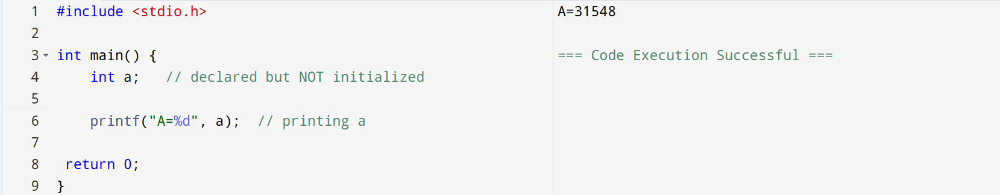 1 #include <stdio.h>
2
3 int main() {
4     int a;   // declared but NOT initialized
5
6     printf("A=%d", a);  // printing a
7
8  return 0;
9 }
A=31548
=== Code Execution Successful ===